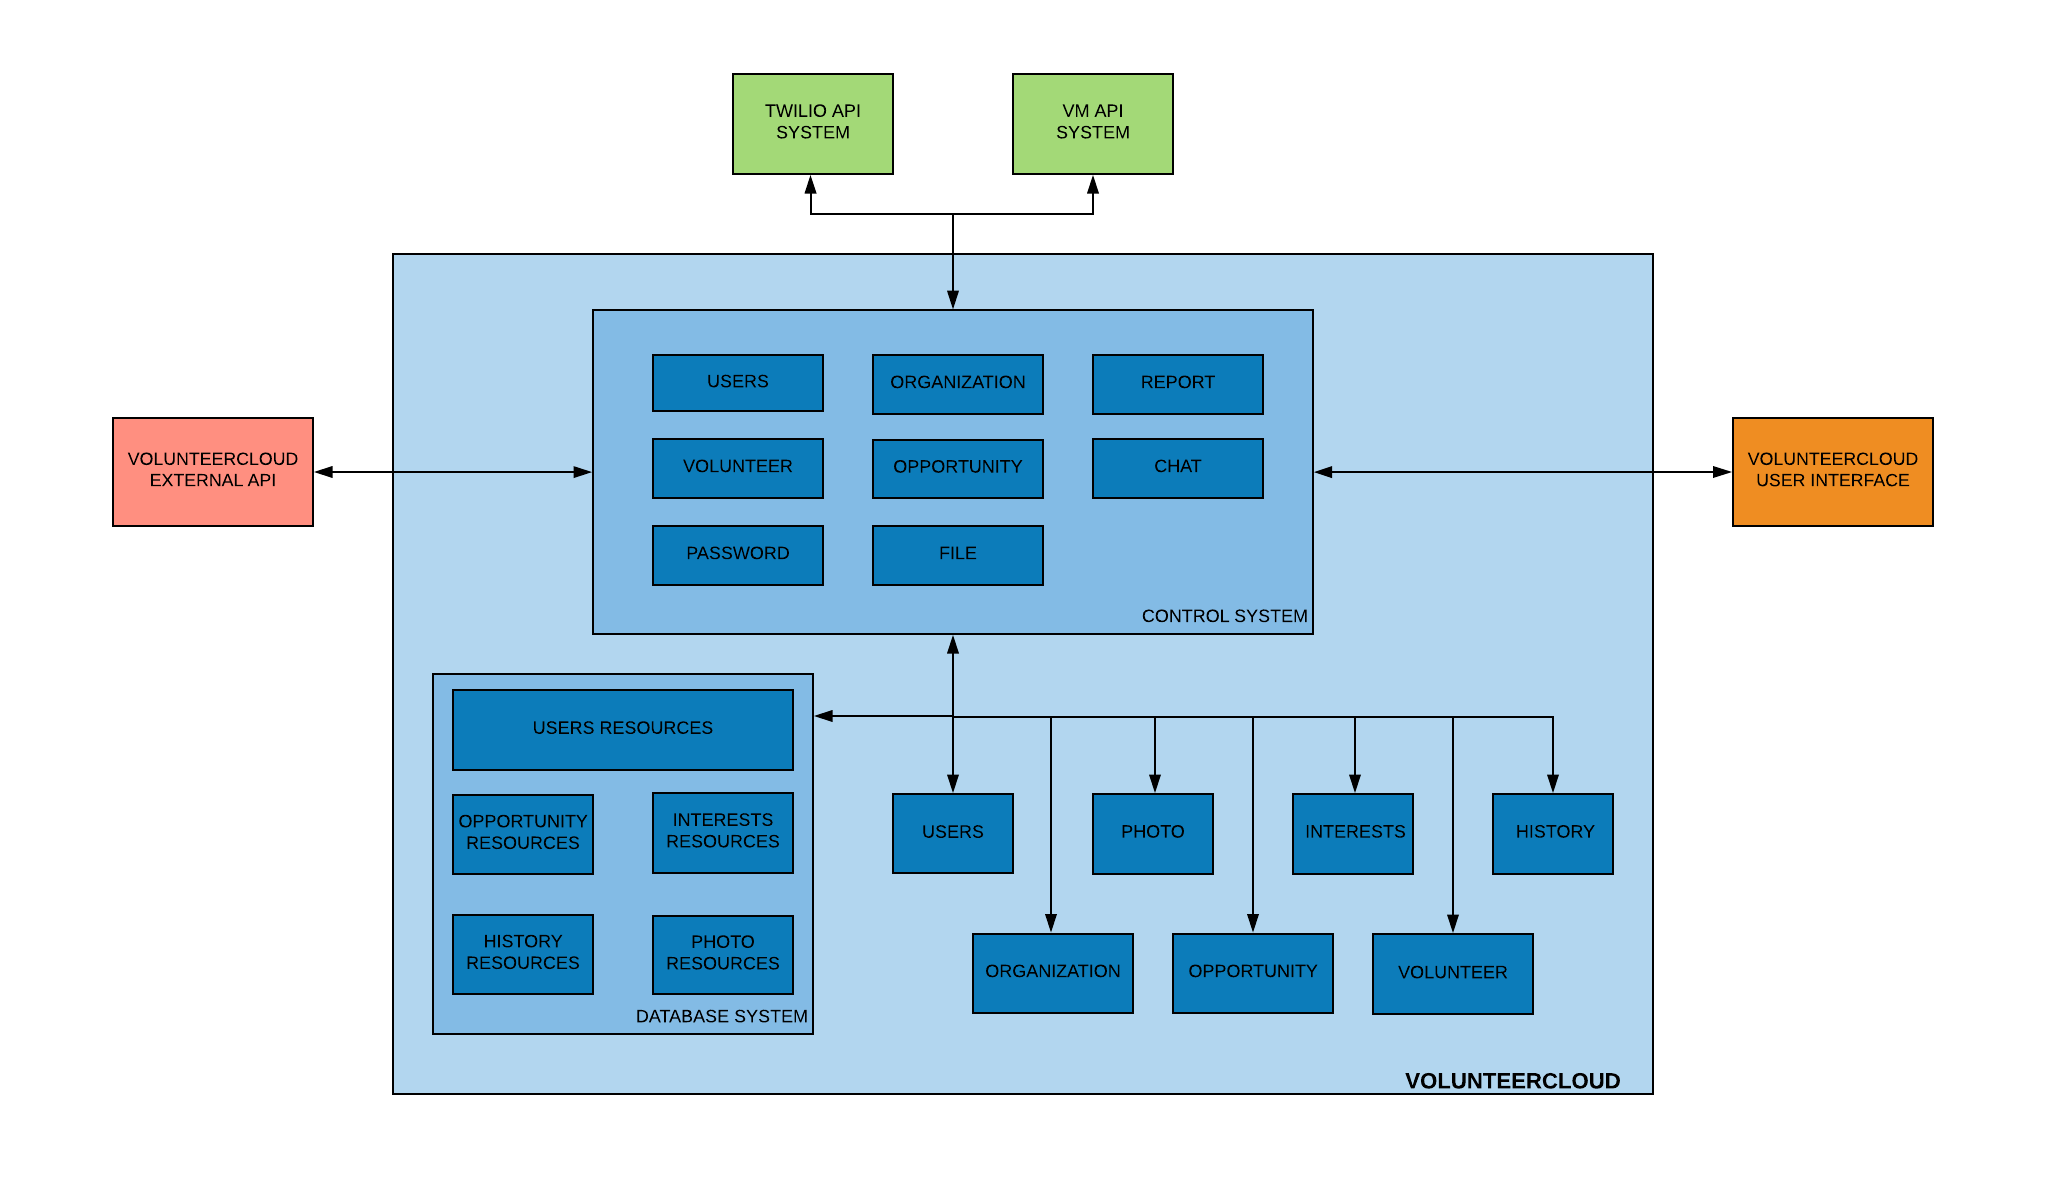 TWILIO API
SYSTEM
VM API
SYSTEM
USERS
ORGANIZATION
REPORT
VOLUNTEER
OPPORTUNITY
CHAT
PASSWORD
FILE
CONTROL SYSTEM
VOLUNTEERCLOUD
EXTERNAL API
VOLUNTEERCLOUD
USER INTERFACE
USERS RESOURCES
OPPORTUNITY
RESOURCES
INTERESTS
RESOURCES
HISTORY
RESOURCES
PHOTO
RESOURCES
DATABASE SYSTEM
USERS
PHOTO
INTERESTS
HISTORY
ORGANIZATION
OPPORTUNITY
VOLUNTEER
VOLUNTEERCLOUD